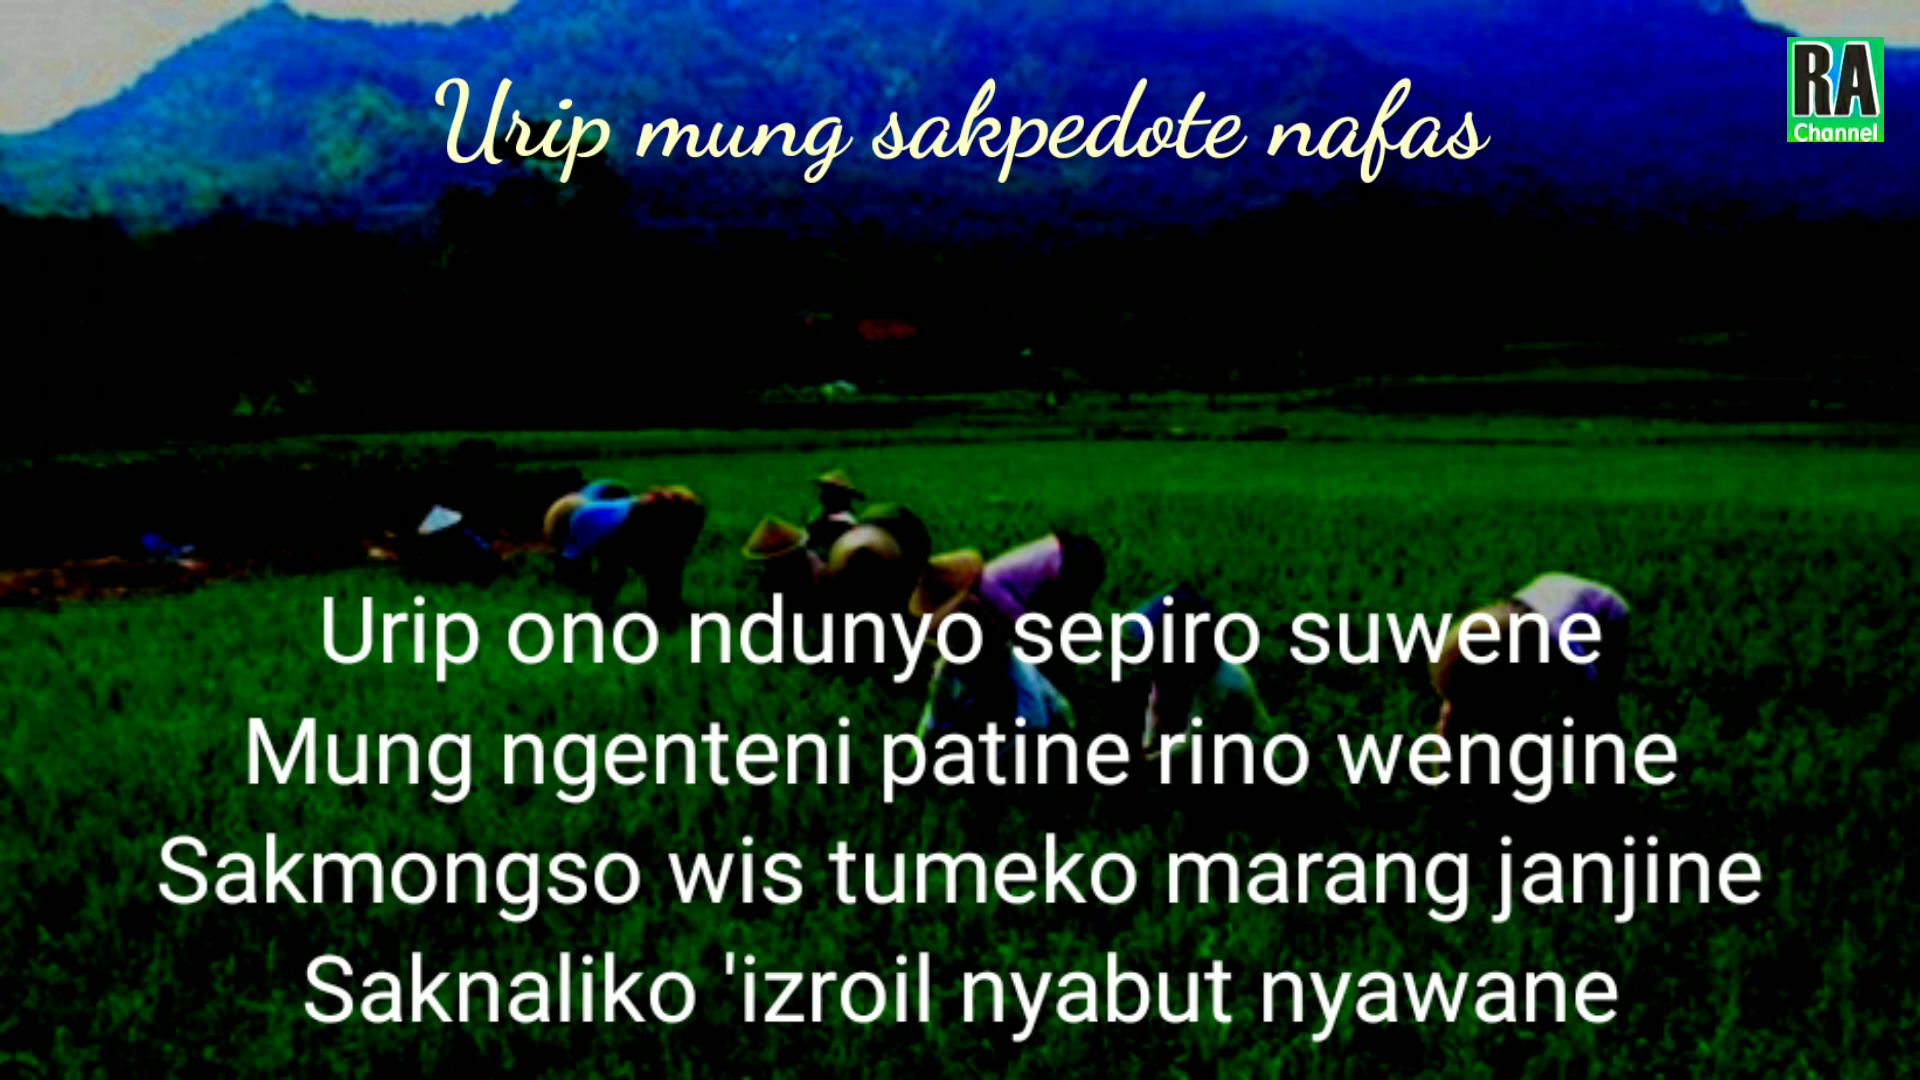 Urip mung sakpedote nafas
RA
Channel
Urip ono ndunyo sepiro suwene
Mung ngenteni patine rino wengine
Sakmongso wis tumeko marang janjine
Saknaliko 'izroil nyabut nyawane